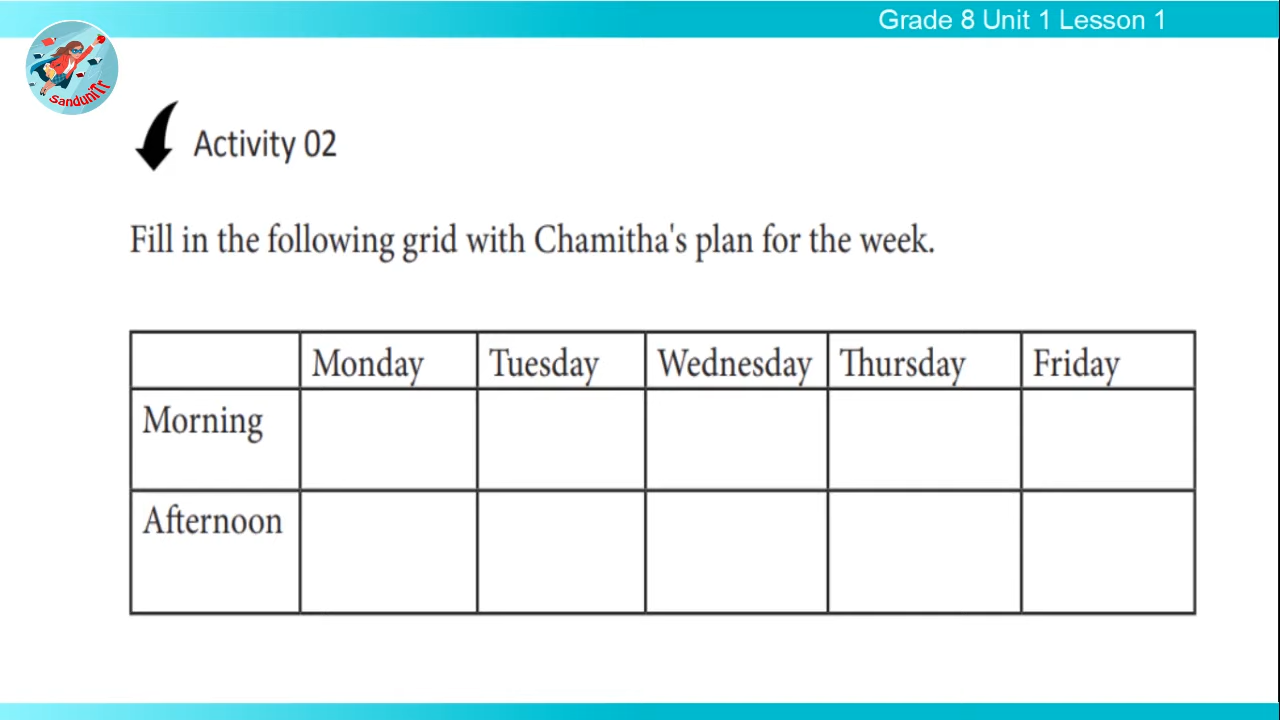 Grade 8 Unit 1 Lesson 1
SanduniTr
Activity 02
Fill in the following grid with Chamitha's plan for the week.
Monday Tuesday Wednesday Thursday Friday
Morning
Afternoon